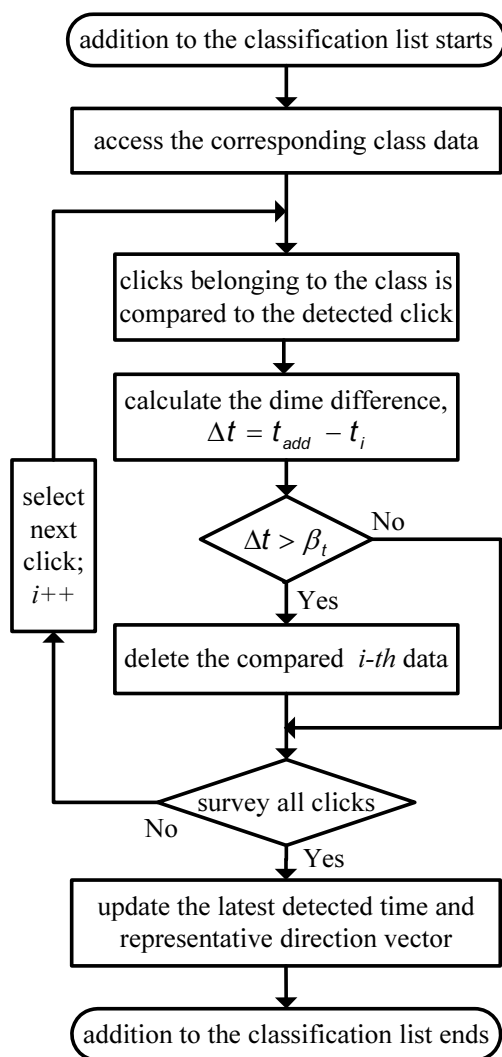 addition to the classification list starts
access the corresponding class data
clicks belonging to the class is
compared to the detected click
calculate the dime difference,
Δt = t_add − t_i
select
next
click;
i++
Δt > β_t
No
Yes
delete the compared i-th data
survey all clicks
No
Yes
update the latest detected time and
representative direction vector
addition to the classification list ends